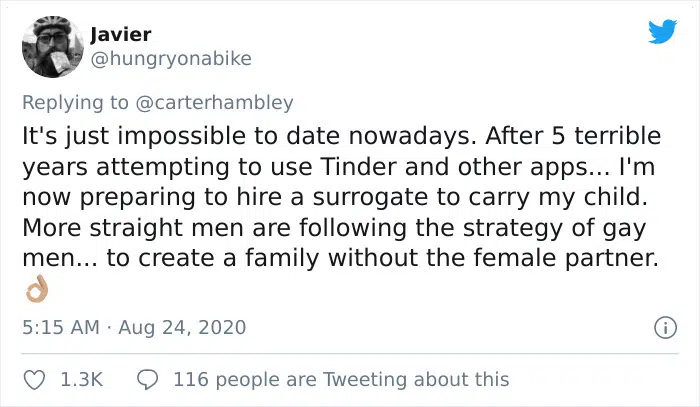 Javier
@hungryonabike
Replying to @carterhambley
It's just impossible to date nowadays. After 5 terrible
years attempting to use Tinder and other apps... I'm
now preparing to hire a surrogate to carry my child.
More straight men are following the strategy of gay
men... to create a family without the female partner.
👌🏽
5:15 AM · Aug 24, 2020
1.3K 116 people are Tweeting about this